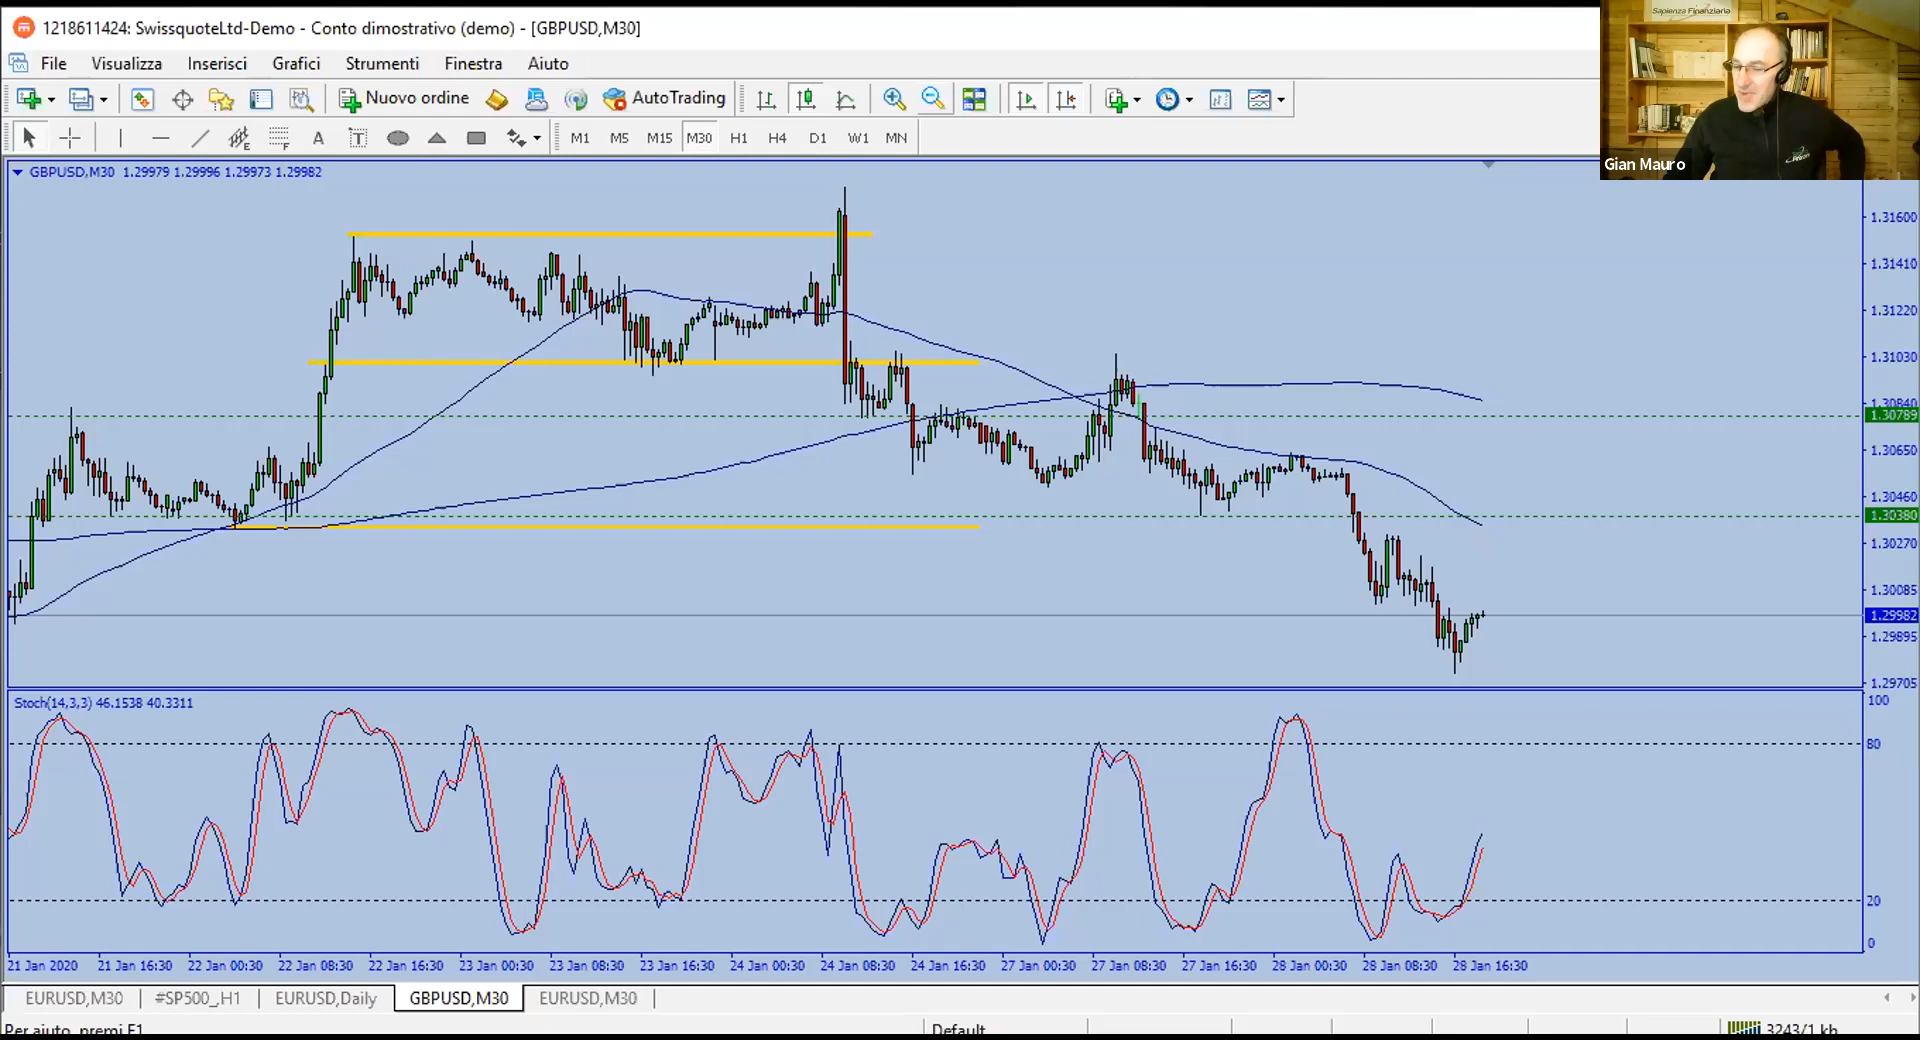 1218611424: SwissquoteLtd-Demo - Conto dimostrativo (demo) - [GBPUSD,M30]
Sapienza Finanziaria
File Visualizza Inserisci Grafici Strumenti Finestra Aiuto
Nuovo ordine AutoTrading
A T M1 M5 M15 M30 H1 H4 D1 W1 MN
Gian Mauro
GBPUSD,M30 1.29979 1.29996 1.29973 1.29982
1.31600
1.31410
1.31220
1.31030
1.30840
1.30789
1.30650
1.30460
1.30380
1.30270
1.30085
1.29982
1.29895
1.29705
Stoch(14,3,3) 46.1538 40.3311
100
80
20
0
21 Jan 2020 21 Jan 16:30 22 Jan 00:30 22 Jan 08:30 22 Jan 16:30 23 Jan 00:30 23 Jan 08:30 23 Jan 16:30 24 Jan 00:30 24 Jan 08:30 24 Jan 16:30 27 Jan 00:30 27 Jan 08:30 27 Jan 16:30 28 Jan 00:30 28 Jan 08:30 28 Jan 16:30
EURUSD,M30 #SP500_,H1 EURUSD,Daily GBPUSD,M30 EURUSD,M30
Per aiuto, premi F1 Default 3243/1 kb